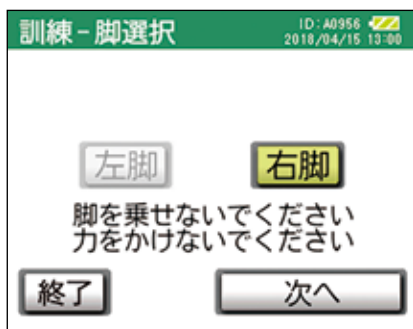 訓練-脚選択
ID:A0956
2018/04/15 13:00
左脚 右脚
脚を乗せないでください
力をかけないでください
終了 次へ